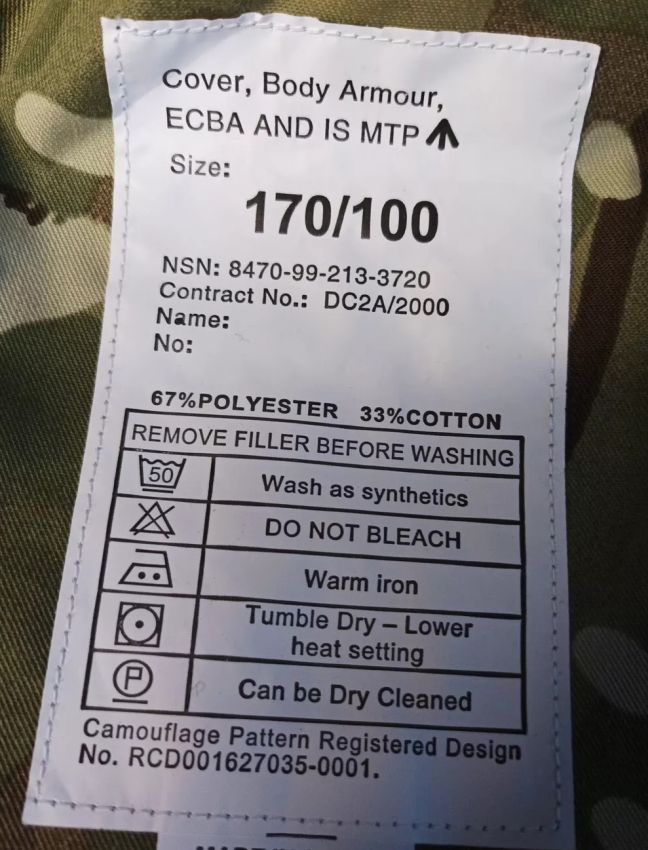 Cover, Body Armour,
ECBA AND IS MTP
Size:
170/100
NSN: 8470-99-213-3720
Contract No.: DC2A/2000
Name:
No:
67%POLYESTER 33%COTTON
REMOVE FILLER BEFORE WASHING
50 Wash as synthetics
DO NOT BLEACH
Warm iron
Tumble Dry – Lower
heat setting
P Can be Dry Cleaned
Camouflage Pattern Registered Design
No. RCD001627035-0001.